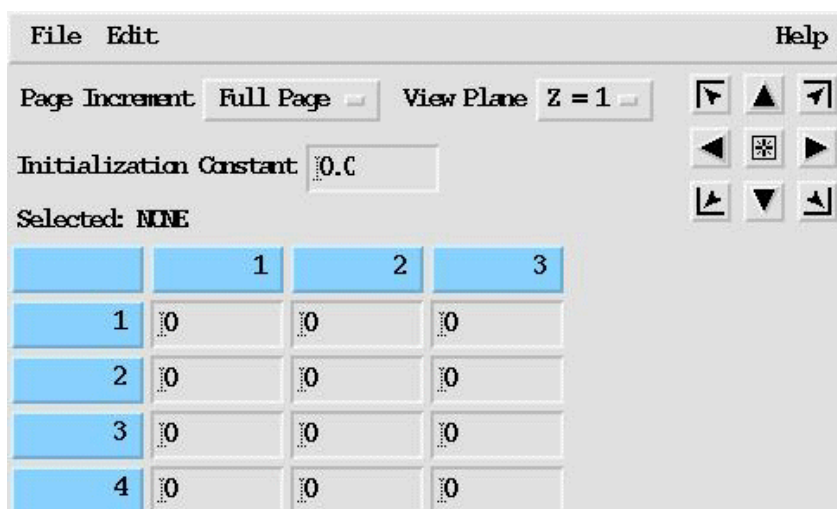 File Edit Help
Page Increment Full Page View Plane Z = 1
Initialization Constant 0.0
Selected: NONE
1 2 3
1 0 0 0
2 0 0 0
3 0 0 0
4 0 0 0